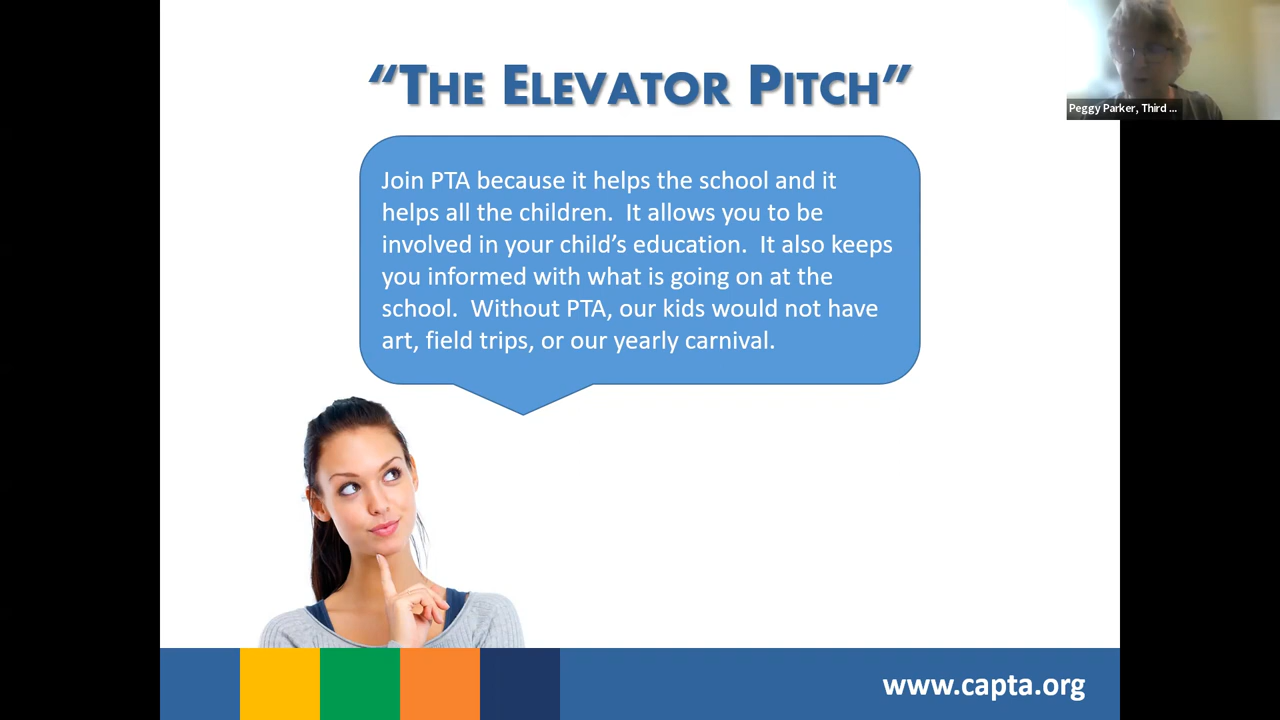 “THE ELEVATOR PITCH”
Peggy Parker, Third ...
Join PTA because it helps the school and it
helps all the children.  It allows you to be
involved in your child’s education.  It also keeps
you informed with what is going on at the
school.  Without PTA, our kids would not have
art, field trips, or our yearly carnival.
www.capta.org